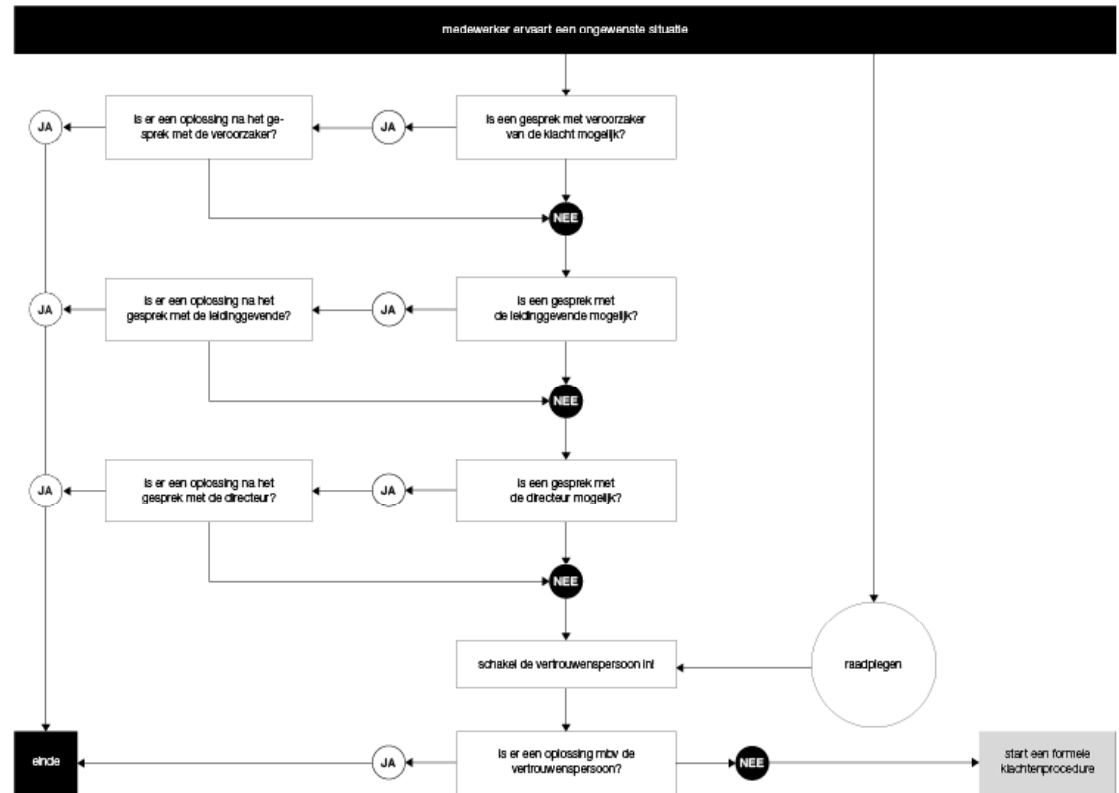 medewerker ervaart een ongewenste situatie
JA
Is er een oplossing na het ge-
sprek met de veroorzaker?
JA
Is een gesprek met veroorzaker
van de klacht mogelijk?
NEE
JA
Is er een oplossing na het
gesprek met de leidinggevende?
JA
Is een gesprek met
de leidinggevende mogelijk?
NEE
JA
Is er een oplossing na het
gesprek met de directeur?
JA
Is een gesprek met
de directeur mogelijk?
NEE
schakel de vertrouwenspersoon in!
raadplegen
einde
JA
Is er een oplossing mbv de
vertrouwenspersoon?
NEE
start een formele
klachtenprocedure